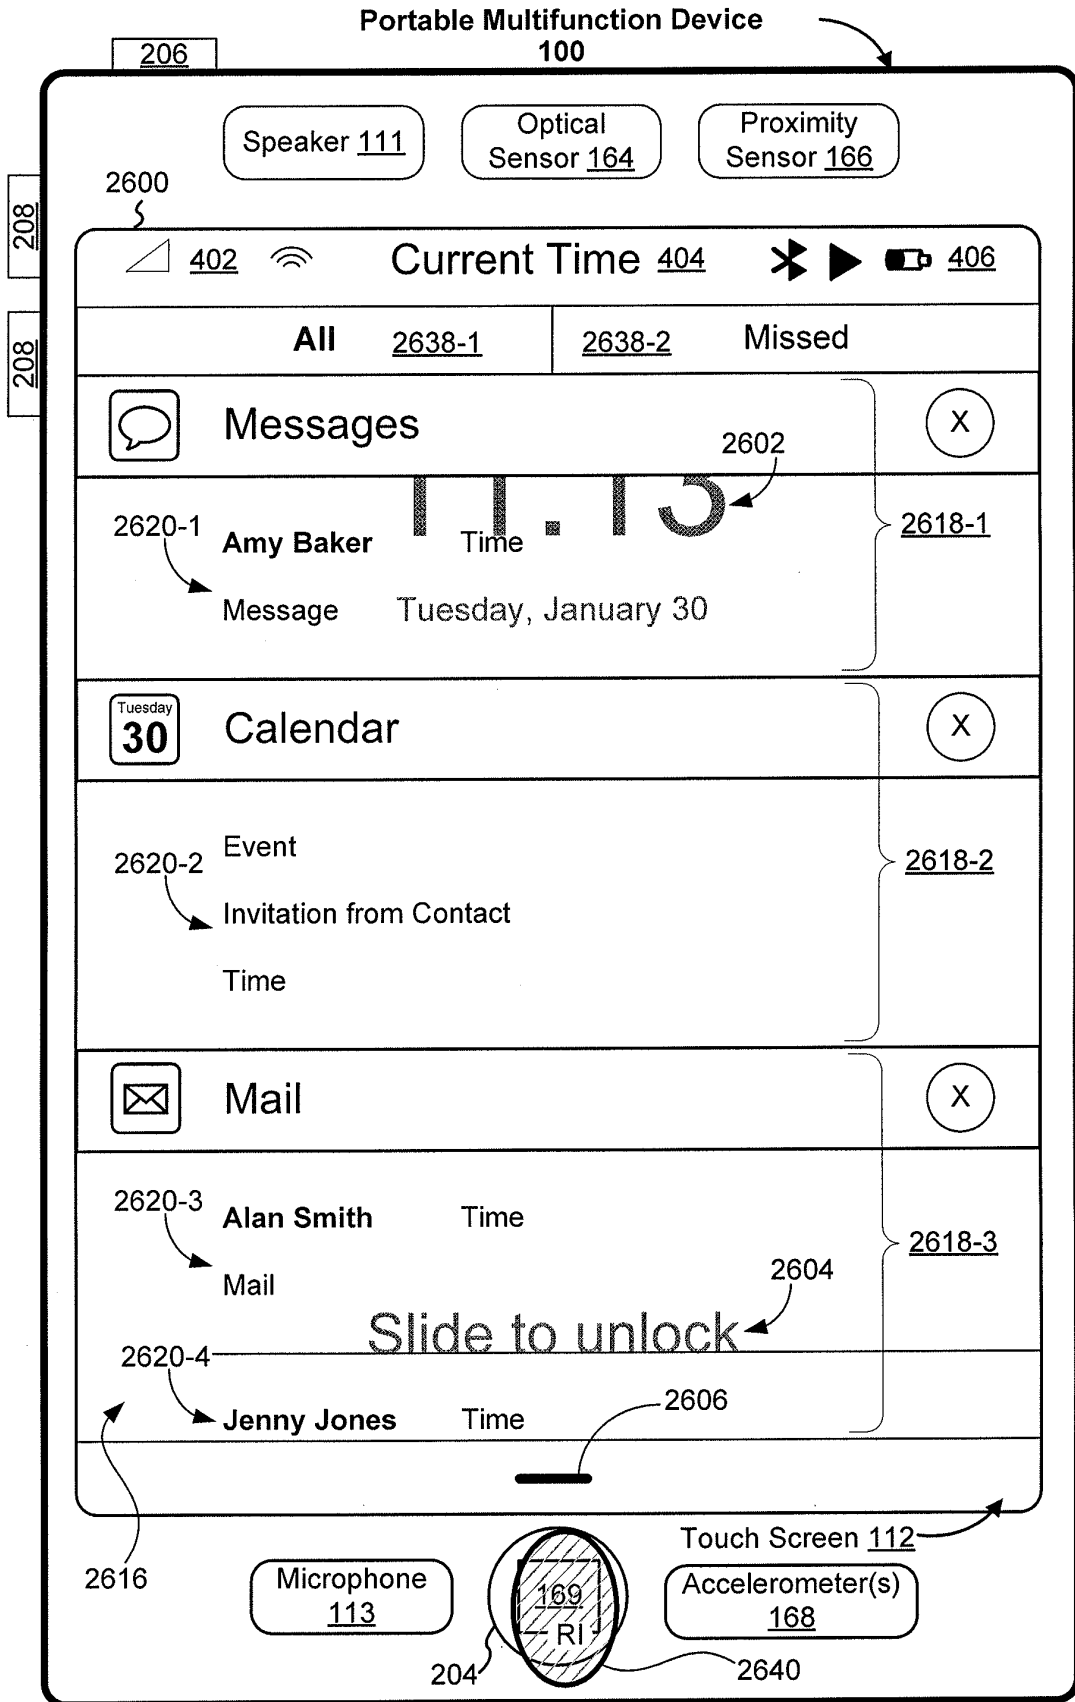 Portable Multifunction Device
100
206
Speaker 111
Optical
Sensor 164
Proximity
Sensor 166
2600
208
402
Current Time 404
406
208
All 2638-1
2638-2 Missed
Messages
X
2602
11:13
2620-1
Amy Baker Time
2618-1
Message
Tuesday, January 30
Tuesday
30
Calendar
X
Event
2620-2
2618-2
Invitation from Contact
Time
Mail
X
2620-3
Alan Smith Time
2618-3
Mail
2604
Slide to unlock
2620-4
2606
Jenny Jones Time
Touch Screen 112
2616
Microphone
113
169
RI
Accelerometer(s)
168
204
2640